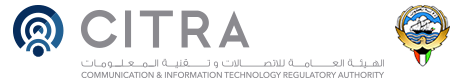 CITRA
الهيئة العامة للاتصالات و تقنية المعلومات
COMMUNICATION & INFORMATION TECHNOLOGY REGULATORY AUTHORITY